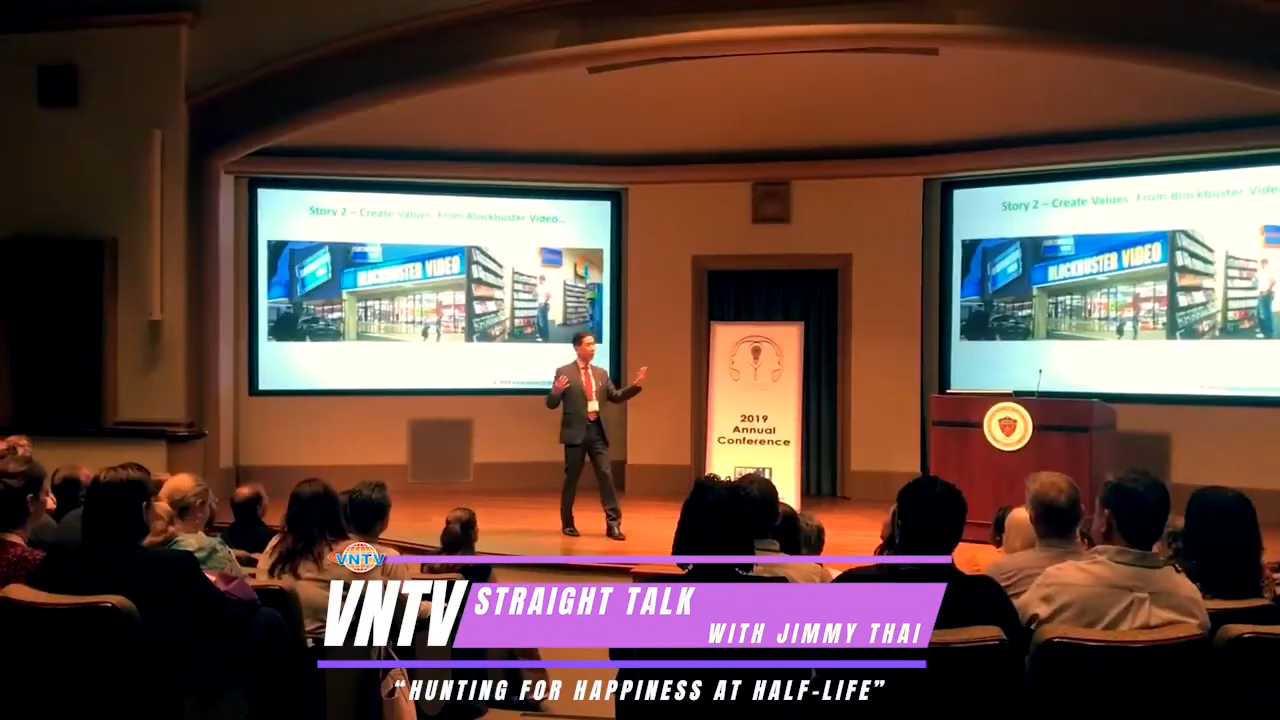 Story 2 – Create Values: From Blockbuster Video...
BLOCKBUSTER VIDEO
Story 2 – Create Values: From Blockbuster Vide
BLOCKBUSTER VIDEO
2019
Annual
Conference
VNTV
VNTV
STRAIGHT TALK
WITH JIMMY THAI
“HUNTING FOR HAPPINESS AT HALF-LIFE”